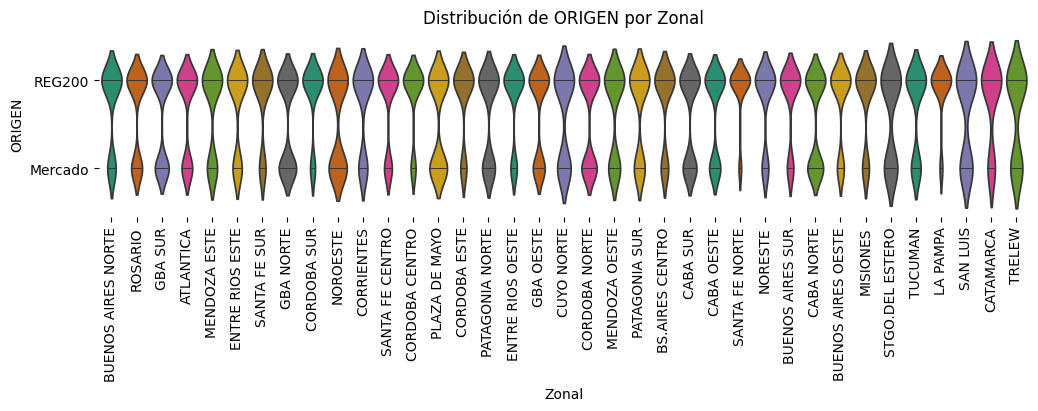 Distribución de ORIGEN por Zonal
ORIGEN
REG200
Mercado
BUENOS AIRES NORTE
ROSARIO
GBA SUR
ATLANTICA
MENDOZA ESTE
ENTRE RIOS ESTE
SANTA FE SUR
GBA NORTE
CORDOBA SUR
NOROESTE
CORRIENTES
SANTA FE CENTRO
CORDOBA CENTRO
PLAZA DE MAYO
CORDOBA ESTE
PATAGONIA NORTE
ENTRE RIOS OESTE
GBA OESTE
CUYO NORTE
CORDOBA NORTE
MENDOZA OESTE
PATAGONIA SUR
BS.AIRES CENTRO
CABA SUR
CABA OESTE
SANTA FE NORTE
NORESTE
BUENOS AIRES SUR
CABA NORTE
BUENOS AIRES OESTE
MISIONES
STGO.DEL ESTERO
TUCUMAN
LA PAMPA
SAN LUIS
CATAMARCA
TRELEW
Zonal